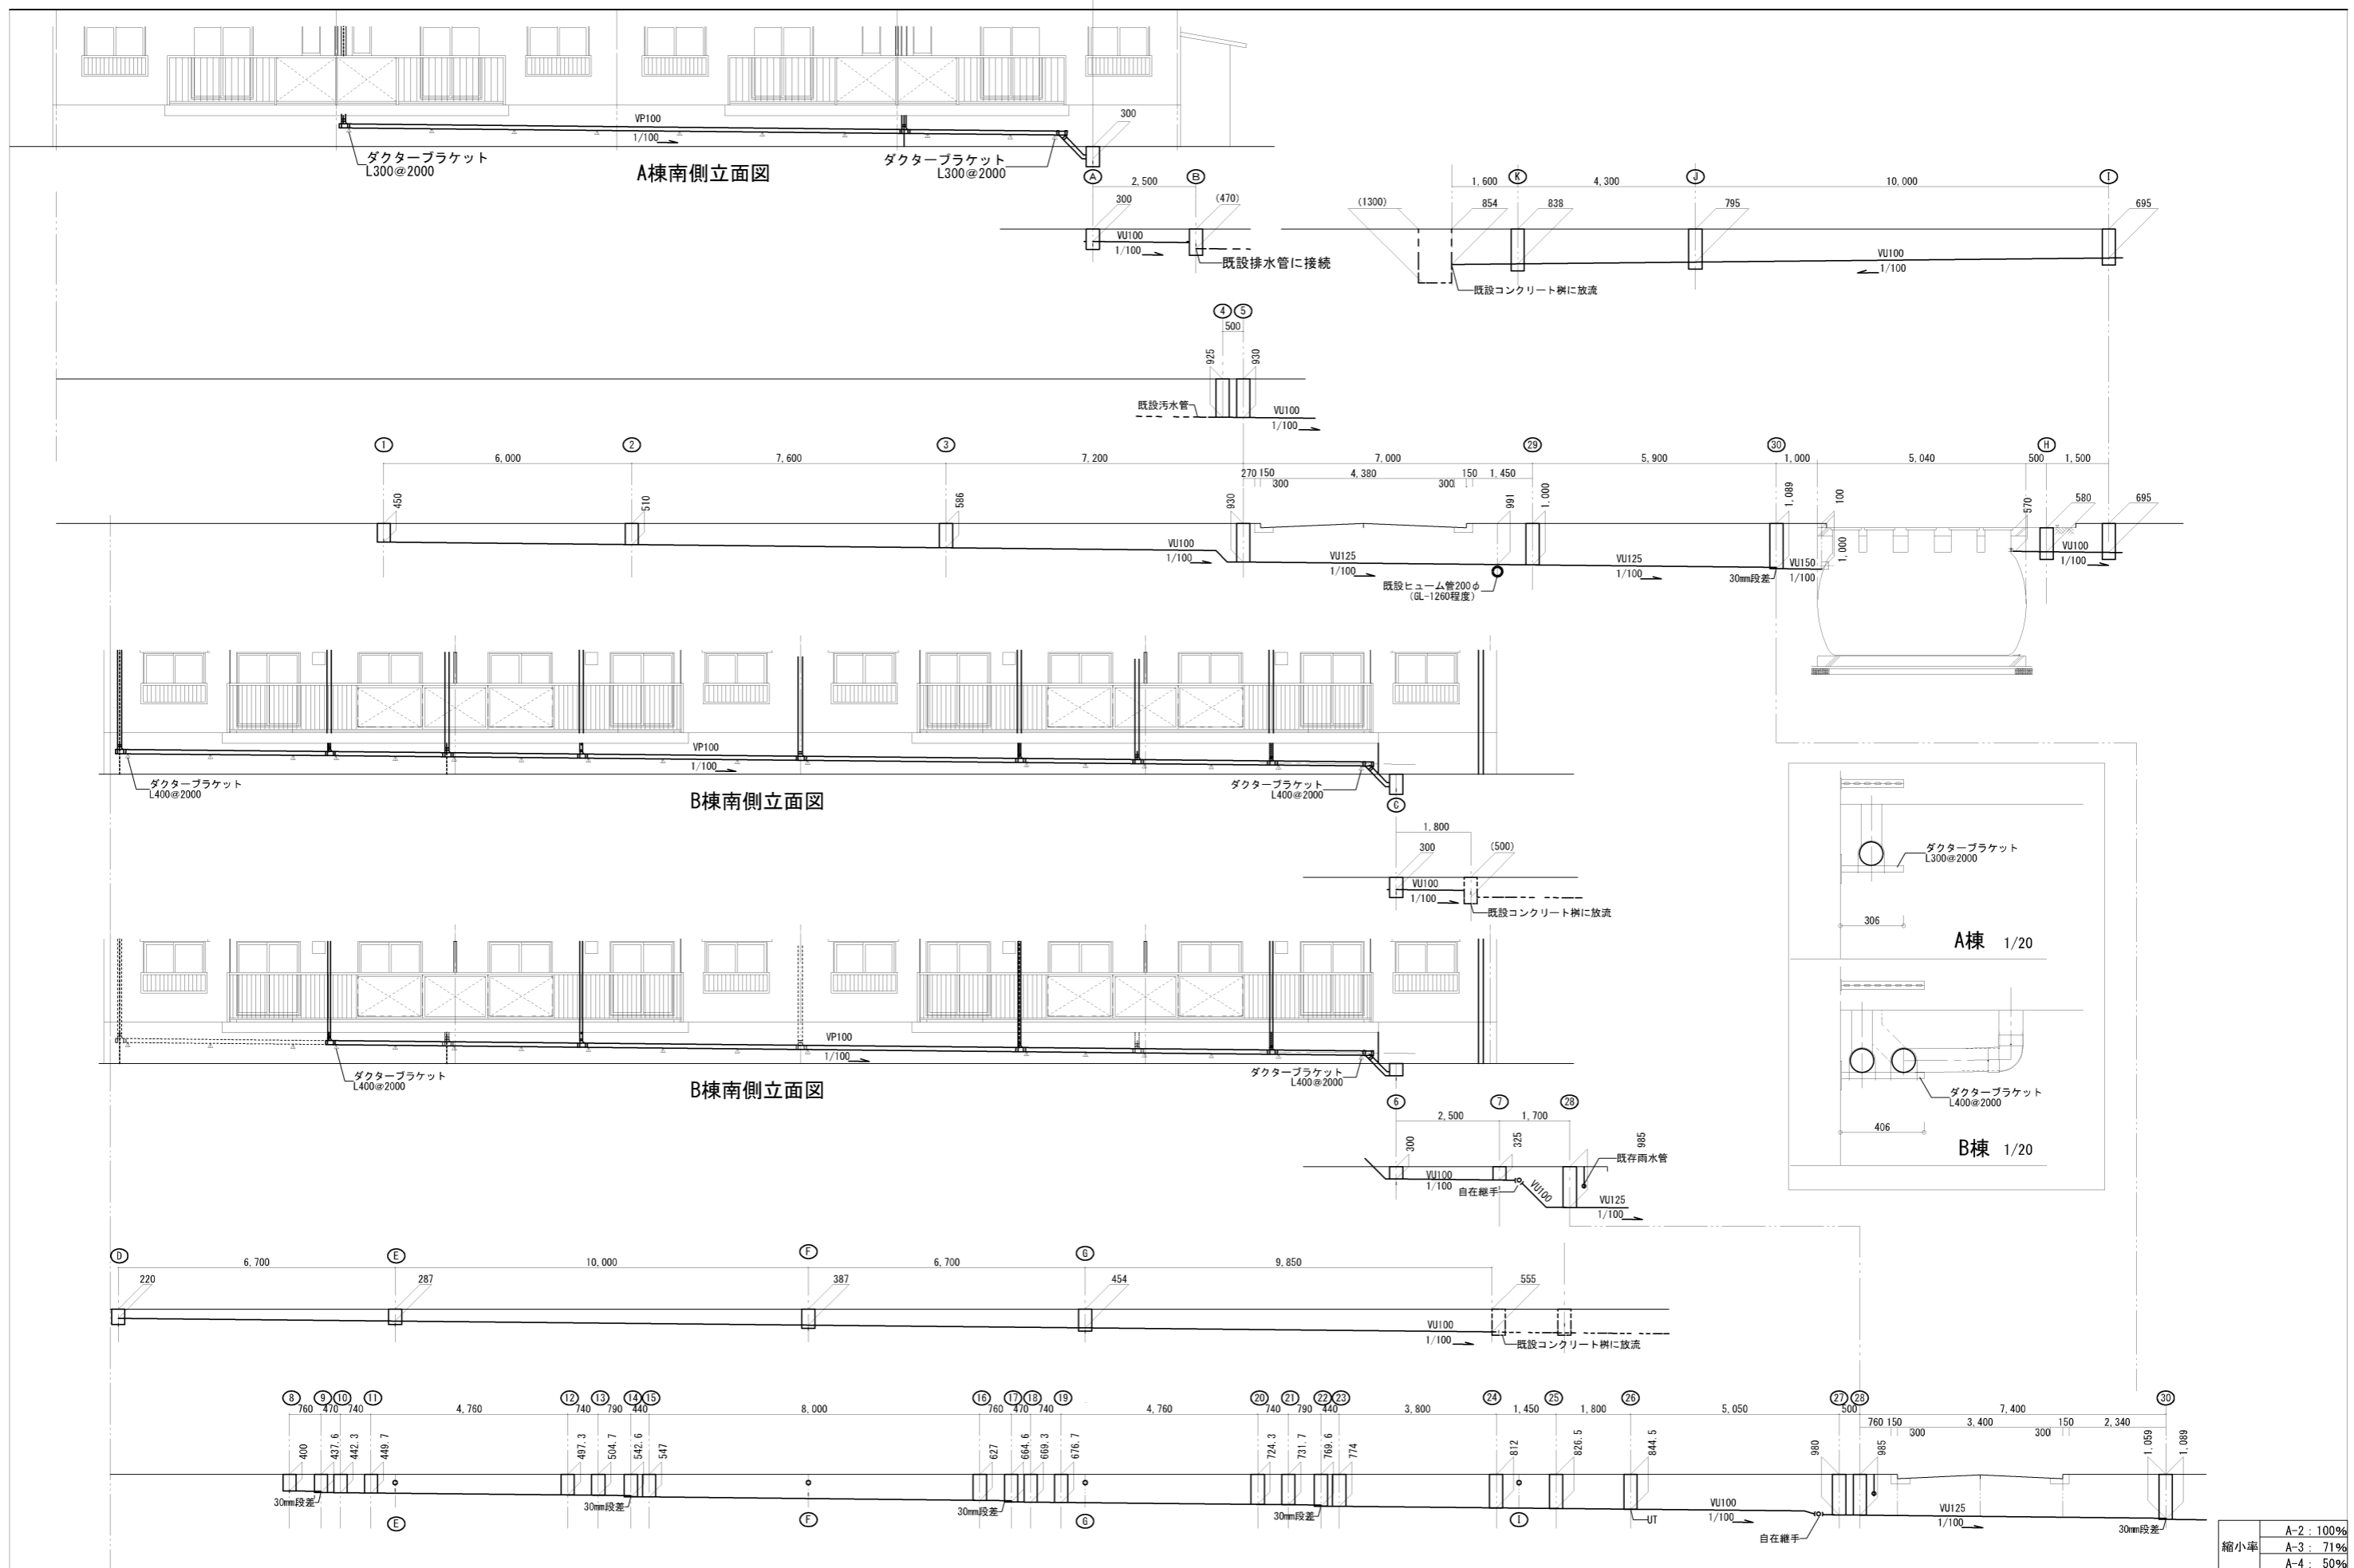 VP100
1/100
300
ダクターブラケット
L300@2000
ダクターブラケット
L300@2000
A棟南側立面図
A
2,500
B
300
(470)
VU100
1/100
既設排水管に接続
1,600
K
4,300
J
10,000
I
(1300)
854
838
795
695
VU100
1/100
既設コンクリート桝に放流
4
5
500
925
930
既設汚水管
VU100
1/100
1
6,000
2
7,600
3
7,200
7,000
29
5,900
30
1,000
5,040
H
500
1,500
270
150
300
4,380
300
150
1,450
450
510
586
930
991
1,000
1,089
100
1,000
570
580
695
VU100
1/100
VU125
1/100
既設ヒューム管200φ
(GL-1260程度)
VU125
1/100
30mm段差
VU150
1/100
VU100
1/100
VP100
1/100
ダクターブラケット
L400@2000
ダクターブラケット
L400@2000
B棟南側立面図
C
1,800
300
(500)
VU100
1/100
既設コンクリート桝に放流
ダクターブラケット
L300@2000
306
A棟 1/20
ダクターブラケット
L400@2000
406
B棟 1/20
VP100
1/100
ダクターブラケット
L400@2000
ダクターブラケット
L400@2000
B棟南側立面図
6
2,500
7
1,700
28
300
325
985
既存雨水管
VU100
1/100
自在継手
VU100
VU125
1/100
D
6,700
E
10,000
F
6,700
G
9,850
220
287
387
454
555
VU100
1/100
既設コンクリート桝に放流
8
9
10
11
12
13
14
15
16
17
18
19
20
21
22
23
24
25
26
27
28
30
760
470
740
4,760
740
790
440
8,000
760
470
740
4,760
740
790
440
3,800
1,450
1,800
5,050
500
7,400
760
150
300
3,400
300
150
2,340
400
437.6
442.3
449.7
497.3
504.7
542.6
547
627
664.6
669.3
676.7
724.3
731.7
769.6
774
812
826.5
844.5
980
985
1,059
1,089
30mm段差
E
30mm段差
F
30mm段差
G
30mm段差
I
UT
VU100
1/100
自在継手
VU125
1/100
30mm段差
縮小率
A-2 : 100%
A-3 : 71%
A-4 : 50%